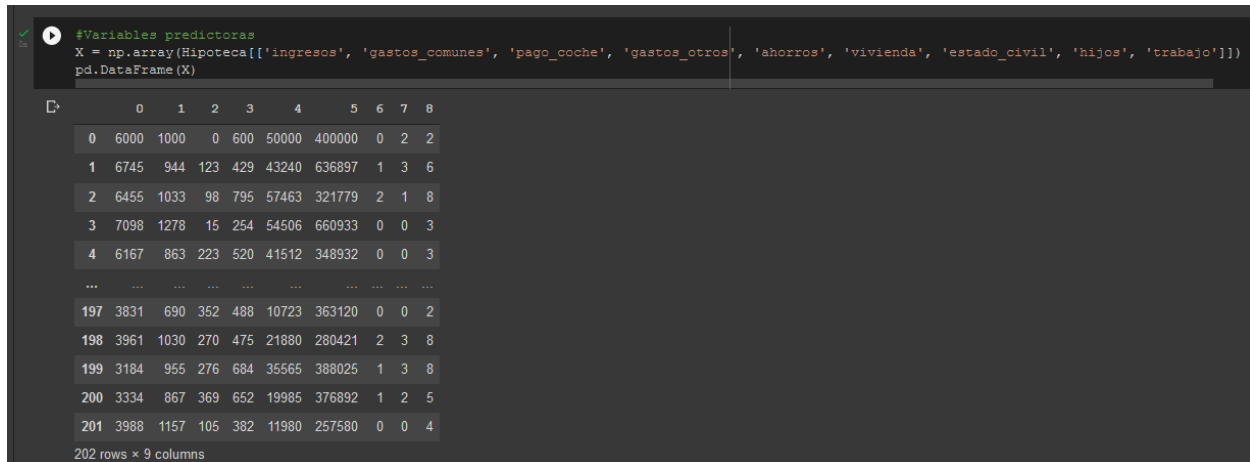 #Variables predictoras
X = np.array(Hipoteca[['ingresos', 'gastos_comunes', 'pago_coche', 'gastos_otros', 'ahorros', 'vivienda', 'estado_civil', 'hijos', 'trabajo']])
pd.DataFrame(X)
0 1 2 3 4 5 6 7 8
0 6000 1000 0 600 50000 400000 0 2 2
1 6745 944 123 429 43240 636897 1 3 6
2 6455 1033 98 795 57463 321779 2 1 8
3 7098 1278 15 254 54506 660933 0 0 3
4 6167 863 223 520 41512 348932 0 0 3
... ... ... ... ... ... ... ... ... ...
197 3831 690 352 488 10723 363120 0 0 2
198 3961 1030 270 475 21880 280421 2 3 8
199 3184 955 276 684 35565 388025 1 3 8
200 3334 867 369 652 19985 376892 1 2 5
201 3988 1157 105 382 11980 257580 0 0 4
202 rows × 9 columns